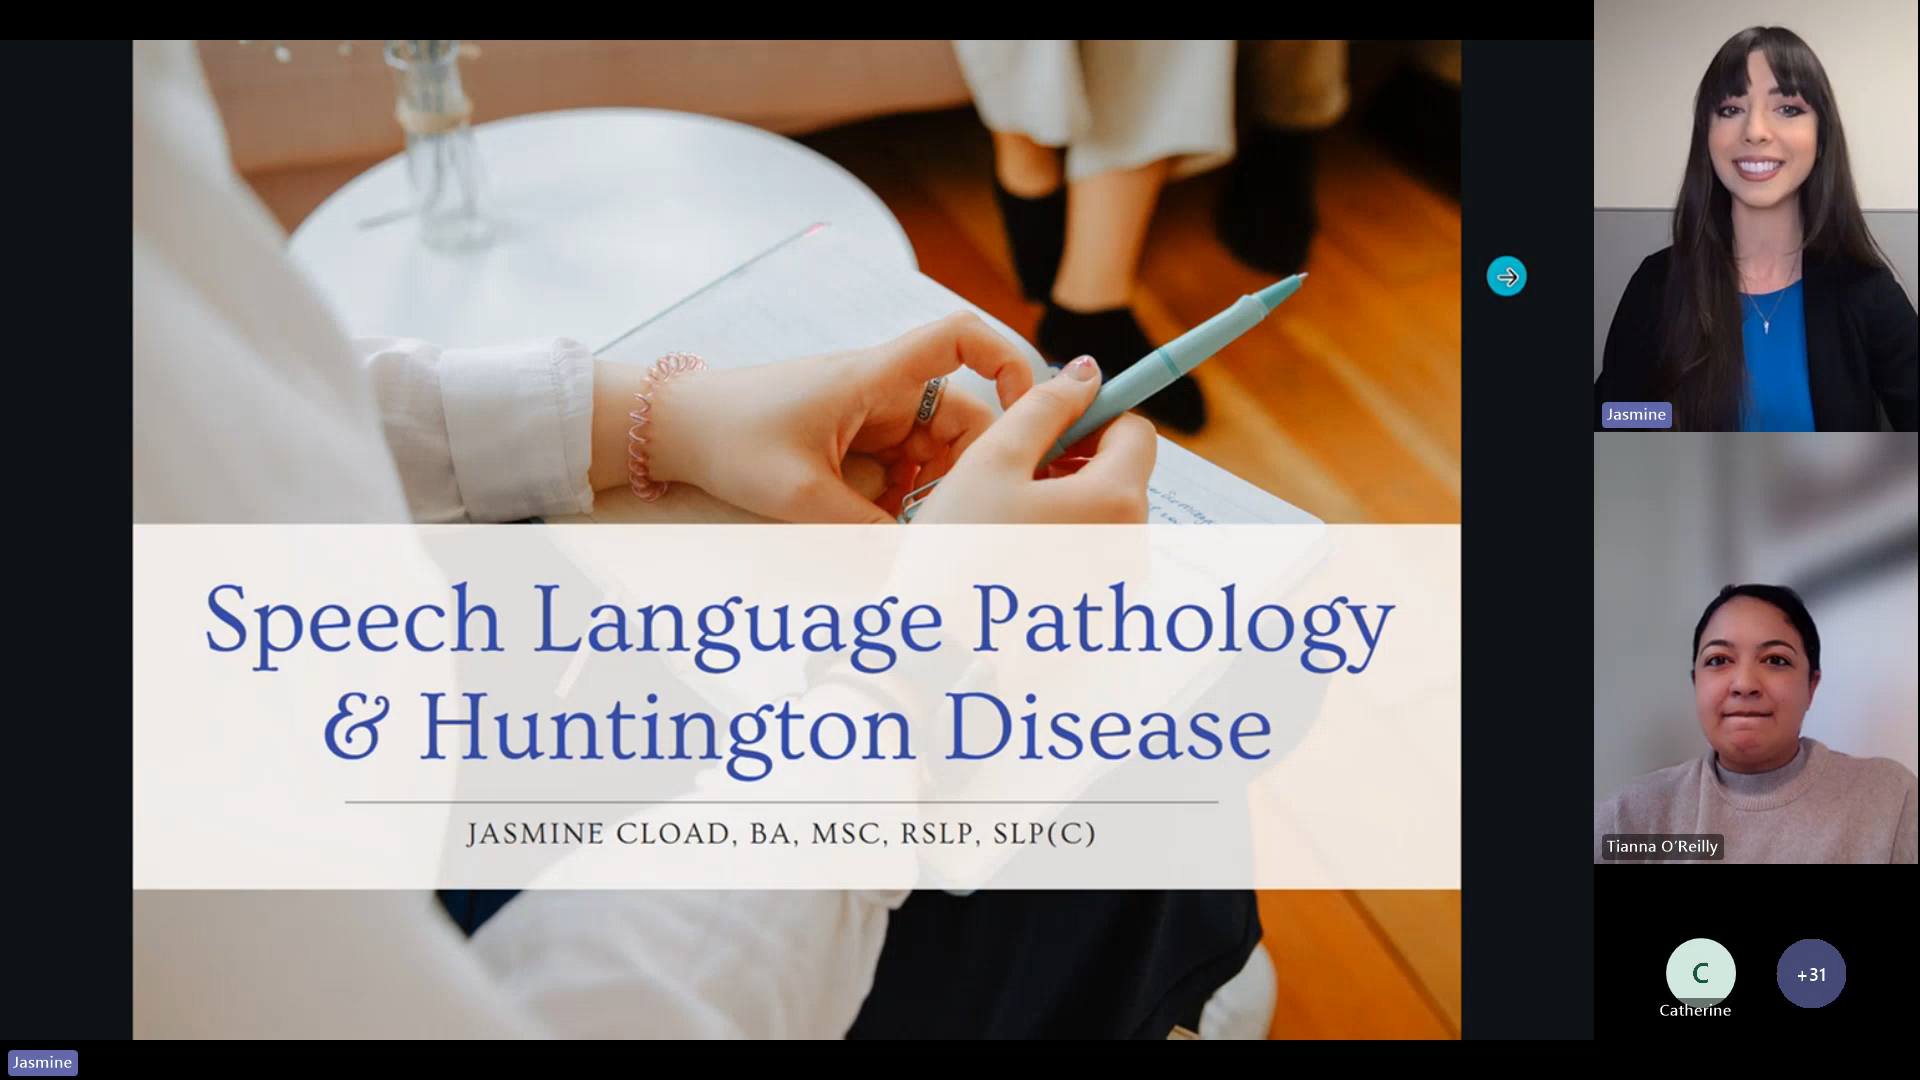 Speech Language Pathology
& Huntington Disease
JASMINE CLOAD, BA, MSC, RSLP, SLP(C)
Jasmine
Tianna O'Reilly
C
Catherine
+31
Jasmine